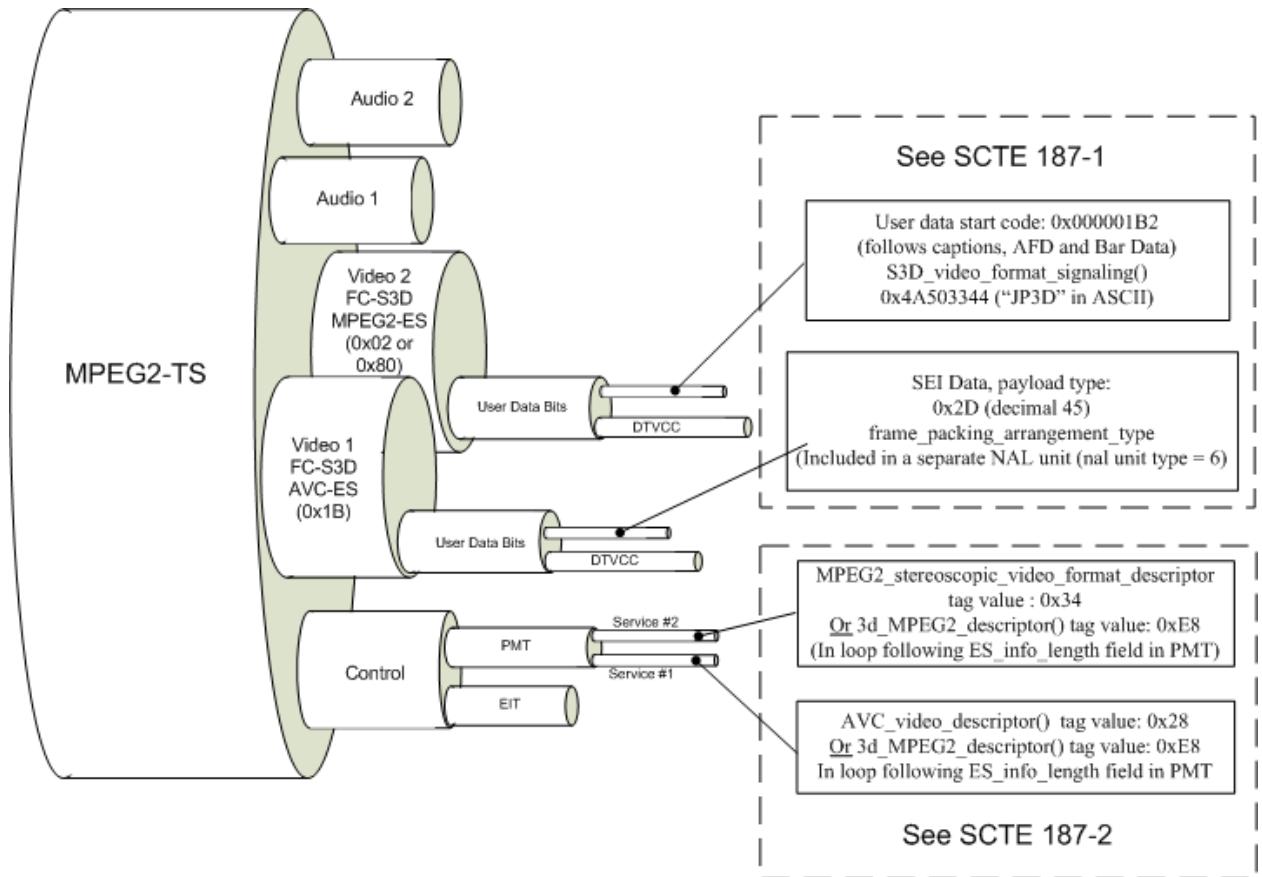 MPEG2-TS
Audio 2
Audio 1
Video 2
FC-S3D
MPEG2-ES
(0x02 or
0x80)
User Data Bits
DTVCC
Video 1
FC-S3D
AVC-ES
(0x1B)
User Data Bits
DTVCC
Control
PMT
Service #2
Service #1
EIT
See SCTE 187-1
User data start code: 0x000001B2
(follows captions, AFD and Bar Data)
S3D_video_format_signaling()
0x4A503344 (“JP3D” in ASCII)
SEI Data, payload type:
0x2D (decimal 45)
frame_packing_arrangement_type
(Included in a separate NAL unit (nal unit type = 6)
MPEG2_stereoscopic_video_format_descriptor
tag value : 0x34
Or 3d_MPEG2_descriptor() tag value: 0xE8
(In loop following ES_info_length field in PMT)
AVC_video_descriptor() tag value: 0x28
Or 3d_MPEG2_descriptor() tag value: 0xE8
In loop following ES_info_length field in PMT
See SCTE 187-2